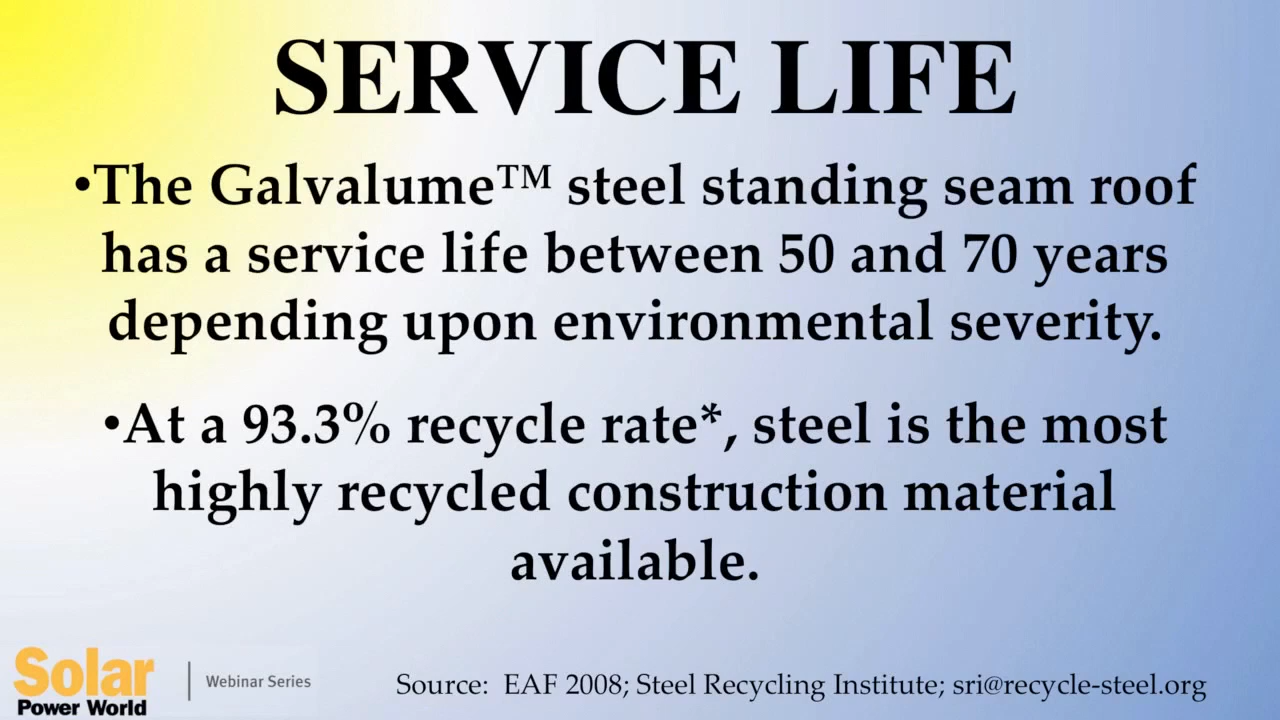 SERVICE LIFE
•The Galvalume™ steel standing seam roof
has a service life between 50 and 70 years
depending upon environmental severity.
•At a 93.3% recycle rate*, steel is the most
highly recycled construction material
available.
Solar
Power World
Webinar Series
Source: EAF 2008; Steel Recycling Institute; sri@recycle-steel.org